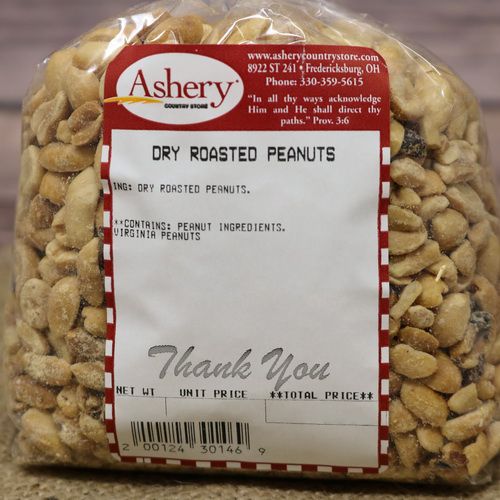 Ashery
COUNTRY STORE
www.asherycountrystore.com
8922 ST 241 • Fredericksburg, OH
Phone: 330-359-5615
"In all thy ways acknowledge
Him and He shall direct thy
paths." Prov. 3:6
DRY ROASTED PEANUTS
ING: DRY ROASTED PEANUTS.
**CONTAINS: PEANUT INGREDIENTS.
VIRGINIA PEANUTS
Thank You
NET WT UNIT PRICE **TOTAL PRICE**
2 00124 30146 9